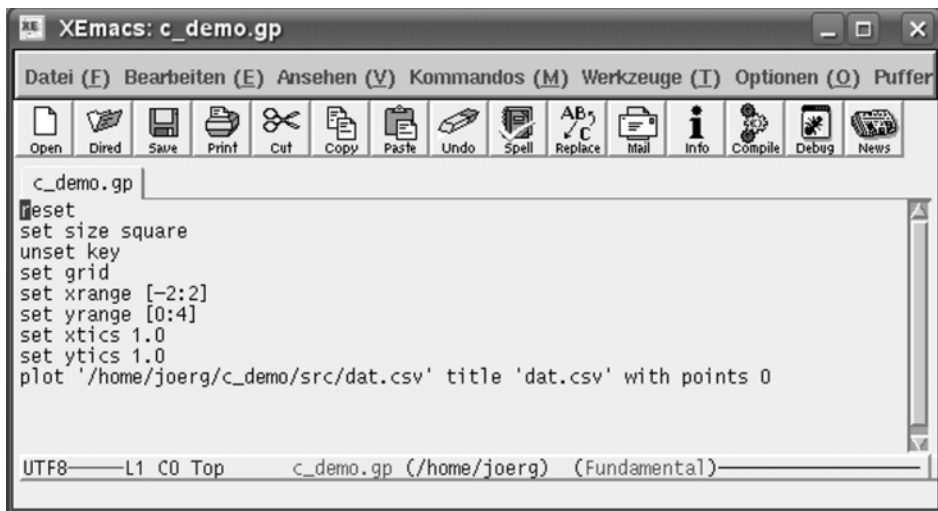 XE XEmacs: c_demo.gp
Datei (F) Bearbeiten (E) Ansehen (V) Kommandos (M) Werkzeuge (T) Optionen (O) Puffer
Open Dired Save Print Cut Copy Paste Undo Spell Replace Mail Info Compile Debug News
c_demo.gp
reset
set size square
unset key
set grid
set xrange [-2:2]
set yrange [0:4]
set xtics 1.0
set ytics 1.0
plot '/home/joerg/c_demo/src/dat.csv' title 'dat.csv' with points 0
UTF8-----L1 C0 Top c_demo.gp (/home/joerg) (Fundamental)-----